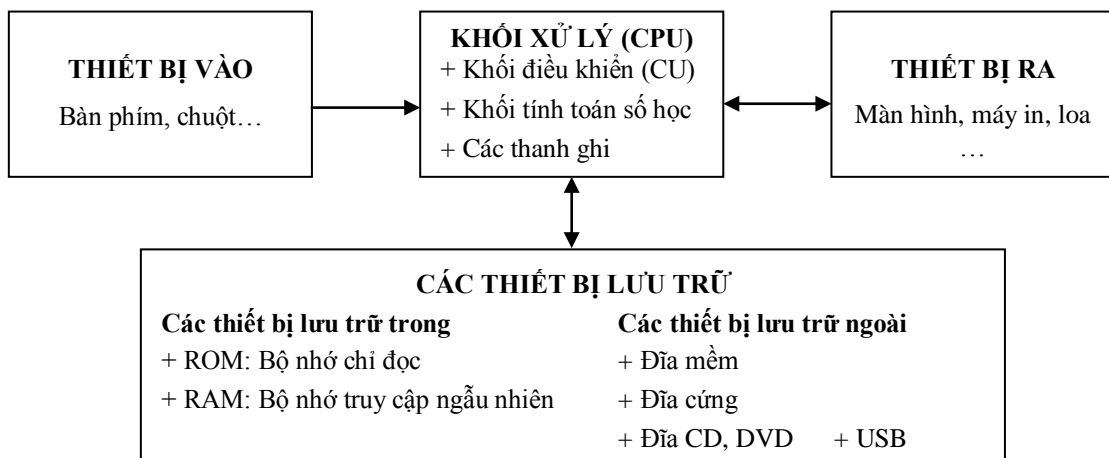 THIẾT BỊ VÀO
Bàn phím, chuột…
KHỐI XỬ LÝ (CPU)
+ Khối điều khiển (CU)
+ Khối tính toán số học
+ Các thanh ghi
THIẾT BỊ RA
Màn hình, máy in, loa
…
CÁC THIẾT BỊ LƯU TRỮ
Các thiết bị lưu trữ trong
+ ROM: Bộ nhớ chỉ đọc
+ RAM: Bộ nhớ truy cập ngẫu nhiên
Các thiết bị lưu trữ ngoài
+ Đĩa mềm
+ Đĩa cứng
+ Đĩa CD, DVD + USB